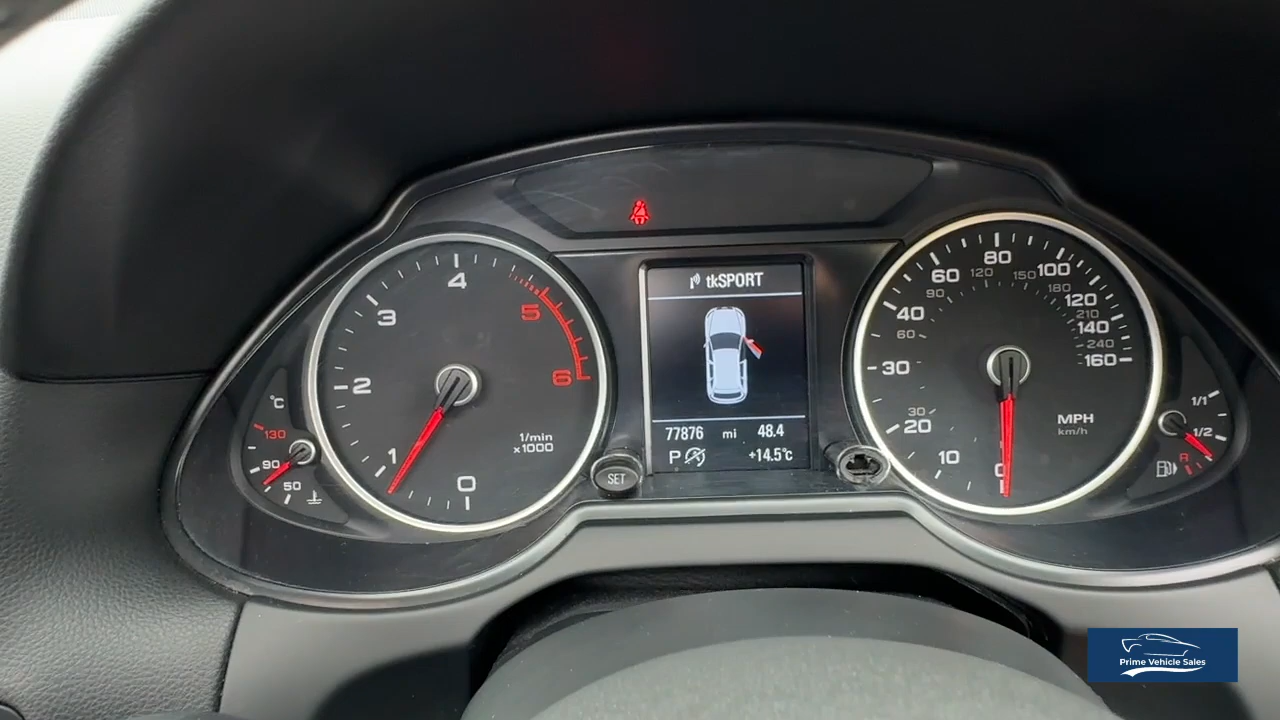 tkSPORT
77876 mi 48.4
P +14.5°c
SET
°C
130
90
50
0
1
2
3
4
5
6
1/min
x1000
0
10
20
30
40
60
80
100
120
140
160
30
60
90
120
150
180
210
240
MPH
km/h
1/1
1/2
R
Prime Vehicle Sales